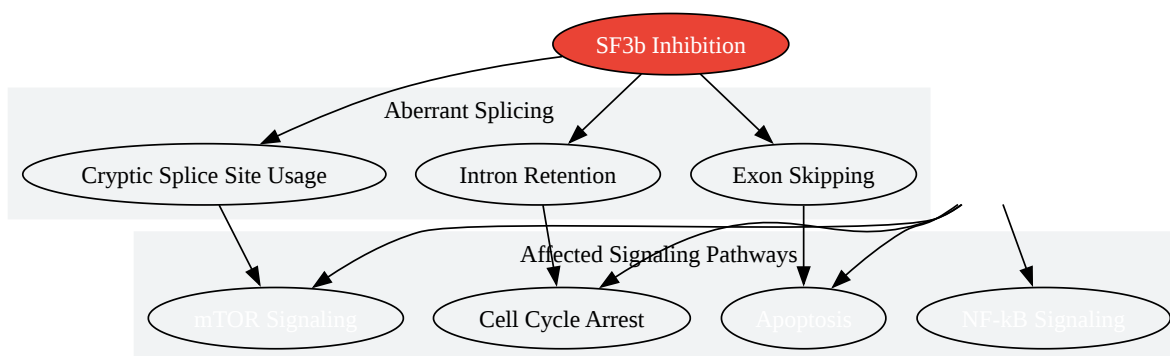 SF3b Inhibition
Aberrant Splicing
Cryptic Splice Site Usage
Intron Retention
Exon Skipping
Affected Signaling Pathways
mTOR Signaling
Cell Cycle Arrest
Apoptosis
NF-kB Signaling